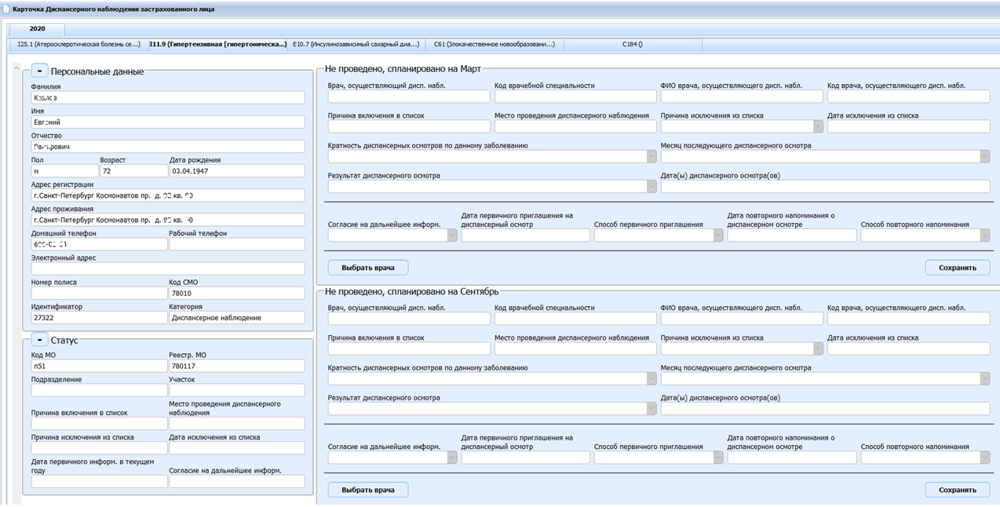 Карточка Диспансерного наблюдения застрахованного лица
2020
I25.1 (Атеросклеротическая болезнь се...) I11.9 (Гипертензивная [гипертоническа...) E10.7 (Инсулинозависимый сахарный диа...) C61 (Злокачественное новообразовани...) C184 ()
- Персональные данные
Фамилия
Имя
Евгений
Отчество
Пол Возраст Дата рождения
м 72 03.04.1947
Адрес регистрации
г.Санкт-Петербург Космонавтов пр. д. кв.
Адрес проживания
г.Санкт-Петербург Космонавтов пр. д. кв.
Домашний телефон Рабочий телефон
Электронный адрес
Номер полиса Код СМО
78010
Идентификатор Категория
27322 Диспансерное наблюдение
- Статус
Код МО Реестр. МО
п51 780117
Подразделение Участок
Причина включения в список Место проведения диспансерного наблюдения
Причина исключения из списка Дата исключения из списка
Дата первичного информ. в текущем
году Согласие на дальнейшее информ.
Не проведено, спланировано на Март
Врач, осуществляющий дисп. набл. Код врачебной специальности ФИО врача, осуществляющего дисп. набл. Код врача, осуществляющего дисп. набл.
Причина включения в список Место проведения диспансерного наблюдения Причина исключения из списка Дата исключения из списка
Кратность диспансерных осмотров по данному заболеванию Месяц последующего диспансерного осмотра
Результат диспансерного осмотра Дата(ы) диспансерного осмотра(ов)
Согласие на дальнейшее информ. Дата первичного приглашения на диспансерный осмотр Способ первичного приглашения Дата повторного напоминания о диспансерном осмотре Способ повторного напоминания
Выбрать врача Сохранить
Не проведено, спланировано на Сентябрь
Врач, осуществляющий дисп. набл. Код врачебной специальности ФИО врача, осуществляющего дисп. набл. Код врача, осуществляющего дисп. набл.
Причина включения в список Место проведения диспансерного наблюдения Причина исключения из списка Дата исключения из списка
Кратность диспансерных осмотров по данному заболеванию Месяц последующего диспансерного осмотра
Результат диспансерного осмотра Дата(ы) диспансерного осмотра(ов)
Согласие на дальнейшее информ. Дата первичного приглашения на диспансерный осмотр Способ первичного приглашения Дата повторного напоминания о диспансерном осмотре Способ повторного напоминания
Выбрать врача Сохранить